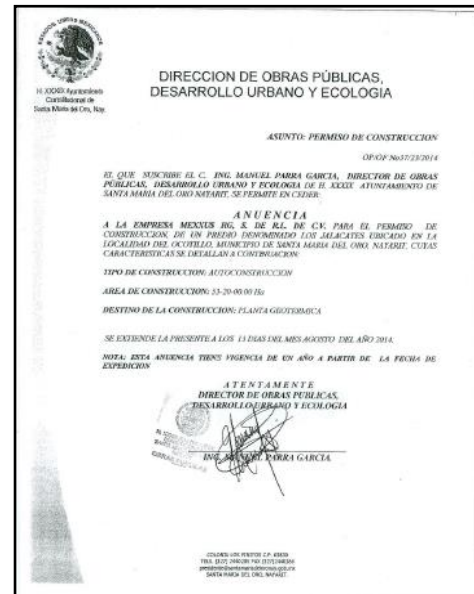 ESTADOS UNIDOS MEXICANOS
H. XXXIX Ayuntamiento
Constitucional de
Santa María del Oro, Nay.
DIRECCION DE OBRAS PÚBLICAS,
DESARROLLO URBANO Y ECOLOGIA
ASUNTO: PERMISO DE CONSTRUCCION
OP/OF.No37/23/2014
EL QUE SUSCRIBE EL C. ING. MANUEL PARRA GARCIA, DIRECTOR DE OBRAS
PÚBLICAS, DESARROLLO URBANO Y ECOLOGIA DE H. XXXIX AYUNTAMIENTO DE
SANTA MARIA DEL ORO NAYARIT, SE PERMITE EN CEDER:
ANUENCIA
A LA EMPRESA MEXXUS RG, S. DE R.L. DE C.V. PARA EL PERMISO DE
CONSTRUCCION, DE UN PREDIO DENOMINADO LOS JALACATES UBICADO EN LA
LOCALIDAD DEL OCOTILLO, MUNICIPIO DE SANTA MARIA DEL ORO, NAYARIT, CUYAS
CARACTERISTICAS SE DETALLAN A CONTINUACION:
TIPO DE CONSTRUCCION: AUTOCONSTRUCCION
AREA DE CONSTRUCCION: 53-20-00.00 Has
DESTINO DE LA CONSTRUCCION: PLANTA GEOTERMICA
SE EXTIENDE LA PRESENTE A LOS 13 DIAS DEL MES AGOSTO DEL AÑO 2014.
NOTA: ESTA ANUENCIA TIENE VIGENCIA DE UN AÑO A PARTIR DE LA FECHA DE
EXPEDICION
ATENTAMENTE
DIRECTOR DE OBRAS PUBLICAS,
DESARROLLO URBANO Y ECOLOGIA
ING. MANUEL PARRA GARCIA.
SANTA MARIA DEL ORO, NAYARIT.